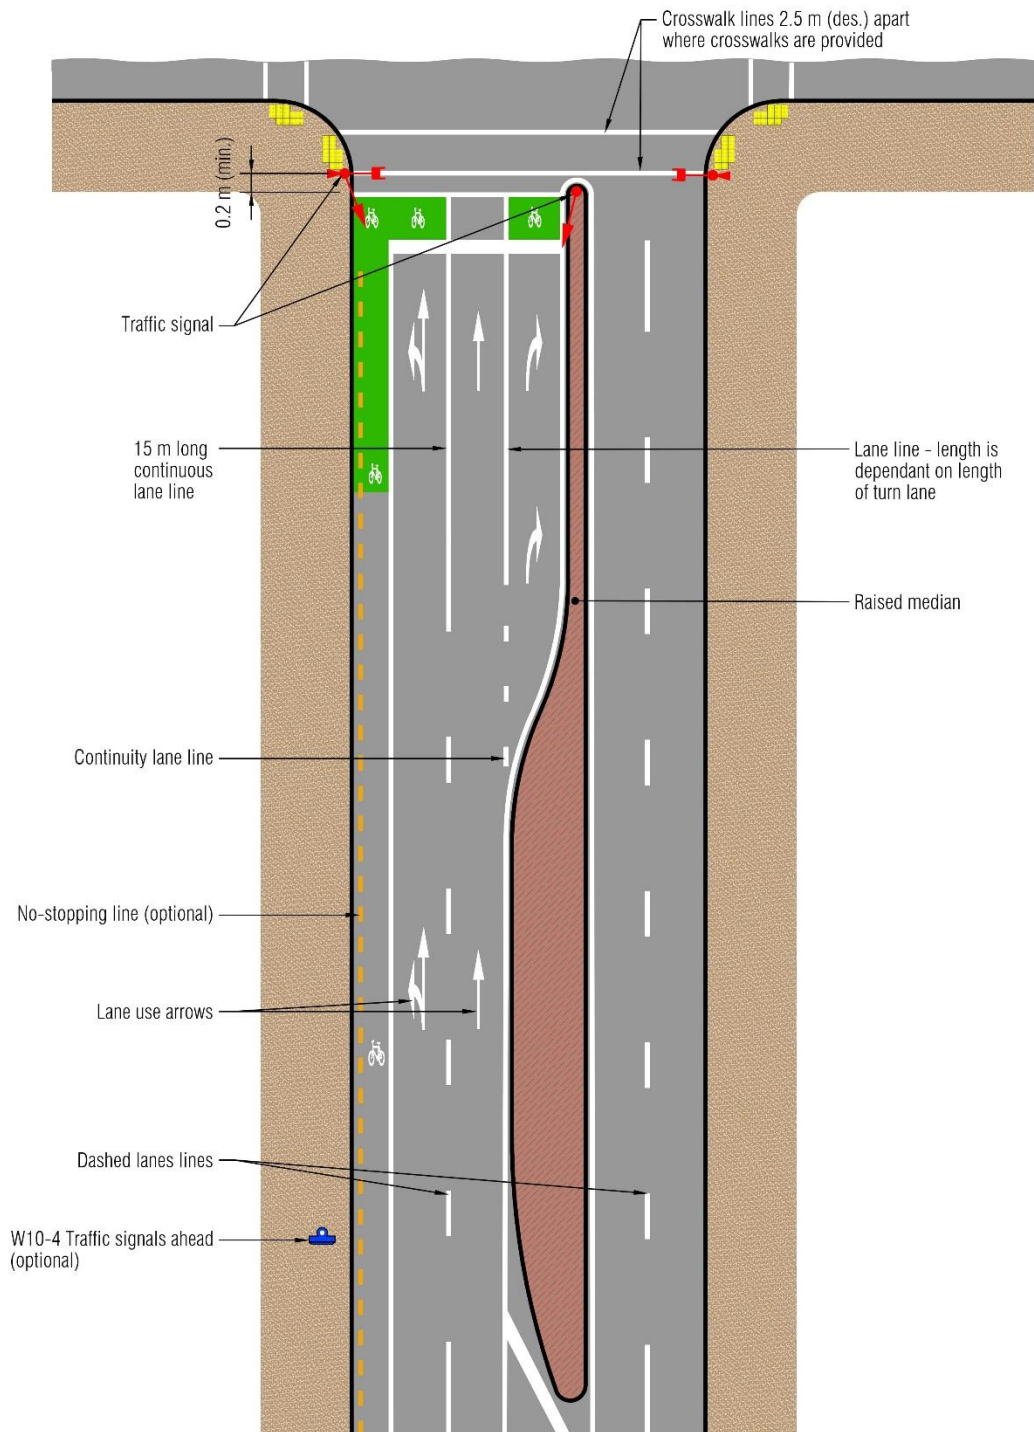 Crosswalk lines 2.5 m (des.) apart
where crosswalks are provided
0.2 m (min.)
Traffic signal
15 m long
continuous
lane line
Lane line - length is
dependant on length
of turn lane
Raised median
Continuity lane line
No-stopping line (optional)
Lane use arrows
Dashed lanes lines
W10-4 Traffic signals ahead
(optional)